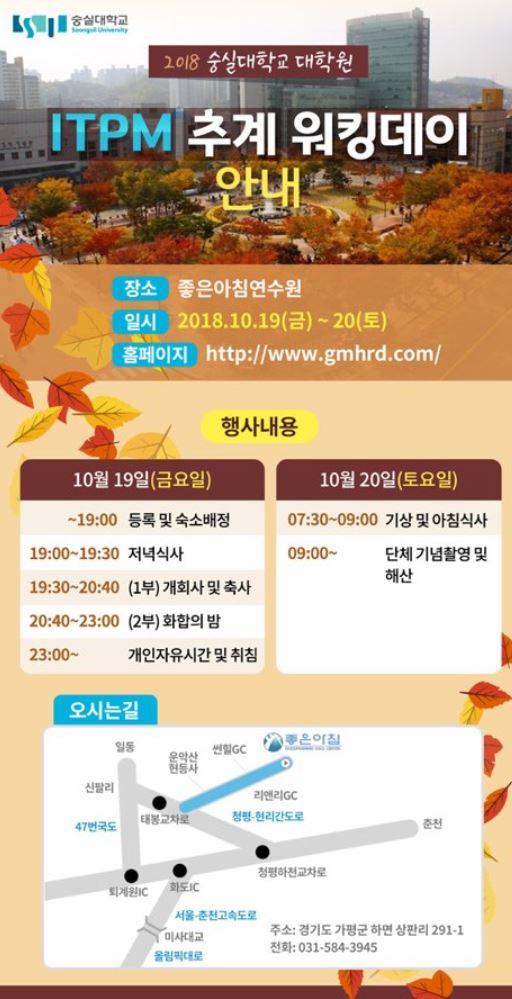 숭실대학교
Soongsil University
2018 숭실대학교 대학원
ITPM 추계 워킹데이
안내
장소 좋은아침연수원
일시 2018.10.19(금) ~ 20(토)
홈페이지 http://www.gmhrd.com/
행사내용
10월 19일(금요일)
~19:00 등록 및 숙소배정
19:00~19:30 저녁식사
19:30~20:40 (1부) 개회사 및 축사
20:40~23:00 (2부) 화합의 밤
23:00~ 개인자유시간 및 취침
10월 20일(토요일)
07:30~09:00 기상 및 아침식사
09:00~ 단체 기념촬영 및
해산
오시는길
일동
운악산
현등사
썬힐GC
좋은아침
신팔리
리앤리GC
태봉교차로
청평-현리간도로
47번국도
춘천
청평하천교차로
퇴계원IC
화도IC
서울-춘천고속도로
미사대교
올림픽대로
주소: 경기도 가평군 하면 상판리 291-1
전화: 031-584-3945